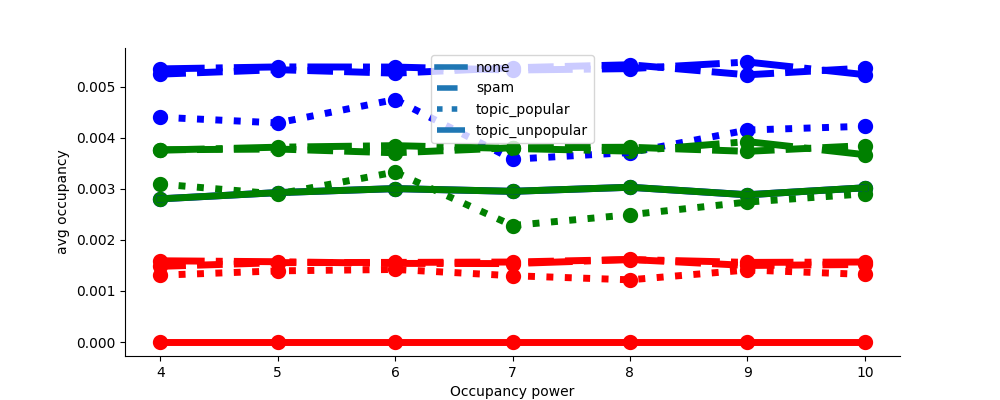 0.005
0.004
0.003
0.002
0.001
0.000
avg occupancy
none
spam
topic_popular
topic_unpopular
4 5 6 7 8 9 10
Occupancy power